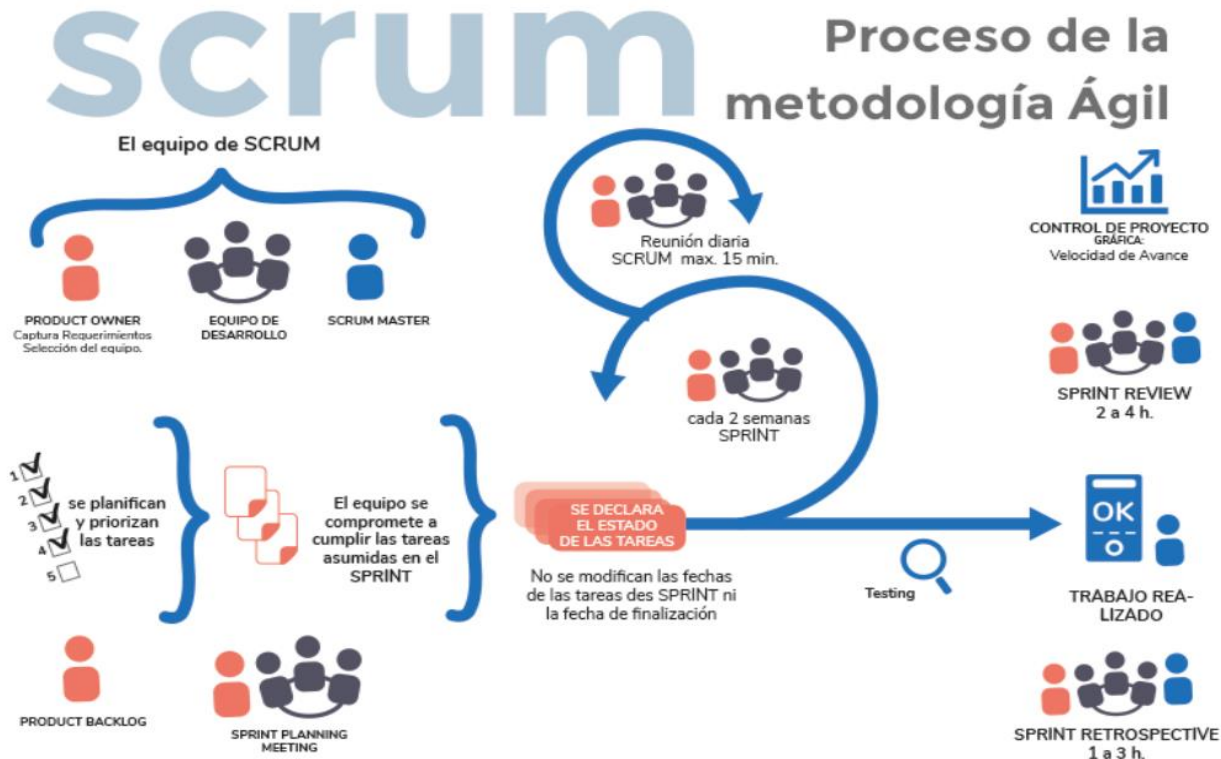 scrum
Proceso de la
metodología Ágil
El equipo de SCRUM
PRODUCT OWNER
Captura Requerimientos
Selección del equipo.
EQUIPO DE
DESARROLLO
SCRUM MASTER
Reunión diaria
SCRUM max. 15 min.
CONTROL DE PROYECTO
GRÁFICA:
Velocidad de Avance
cada 2 semanas
SPRINT
SPRINT REVIEW
2 a 4 h.
1
2
3
4
5
se planifican
y priorizan
las tareas
El equipo se
compromete a
cumplir las tareas
asumidas en el
SPRINT
SE DECLARA
EL ESTADO
DE LAS TAREAS
No se modifican las fechas
de las tareas des SPRINT ni
la fecha de finalización
Testing
OK
TRABAJO REA-
LIZADO
PRODUCT BACKLOG
SPRINT PLANNING
MEETING
SPRINT RETROSPECTIVE
1 a 3 h.